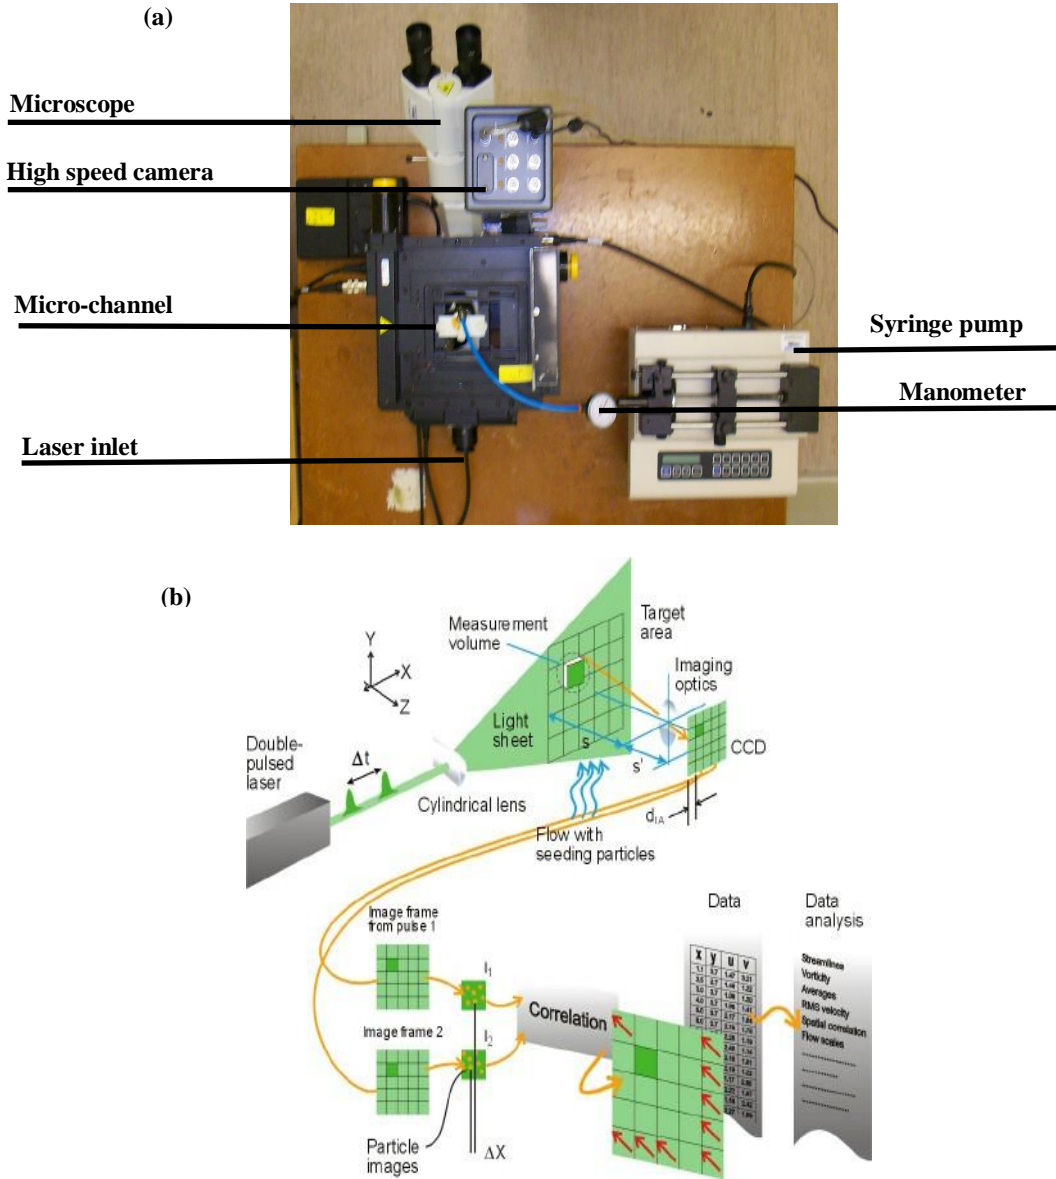 (a)
Microscope
High speed camera
Micro-channel
Laser inlet
Syringe pump
Manometer
(b)
Measurement
volume
Target
area
Imaging
optics
Y
X
Z
Light
sheet
s
s'
CCD
Double-
pulsed
laser
Δt
Cylindrical lens
dIA
Flow with
seeding particles
Image frame
from pulse 1
I1
Image frame 2
I2
Correlation
Particle
images
ΔX
Data
x y u v
Data
analysis
Streamlines
Vorticity
Averages
RMS velocity
Spatial correlation
Flow scales